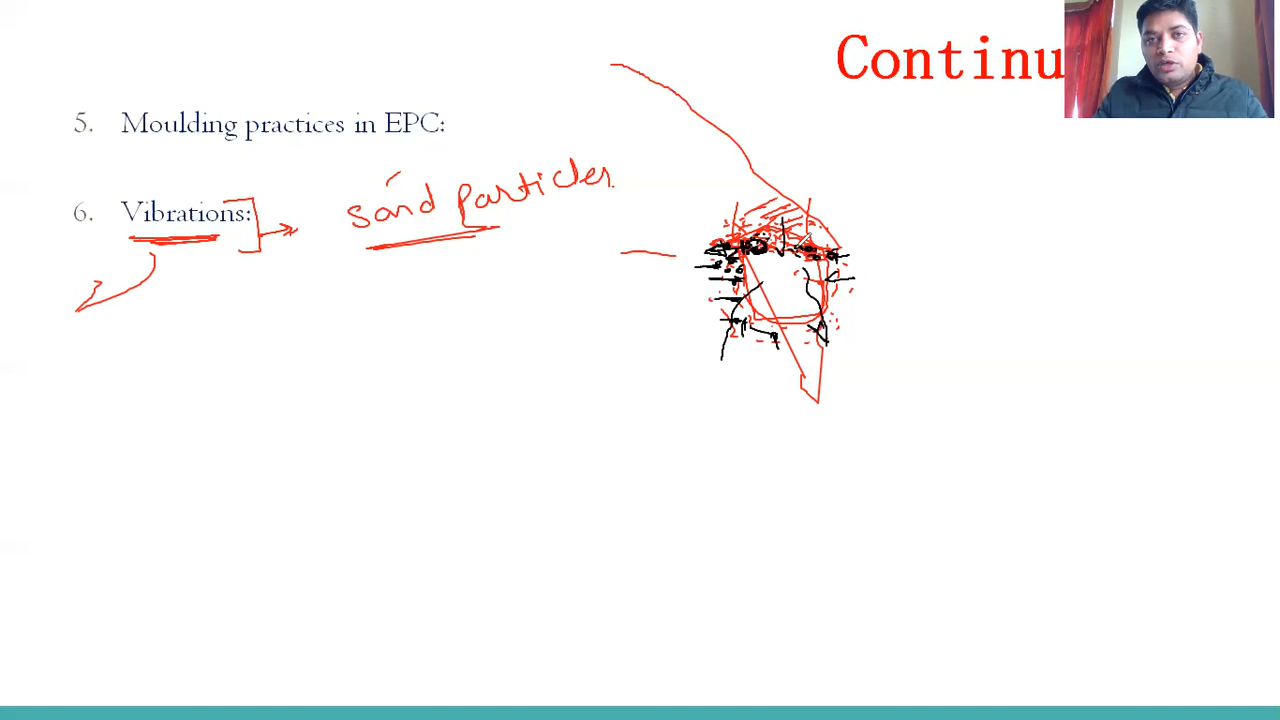 Continu
5. Moulding practices in EPC:
sand particles
6. Vibrations: